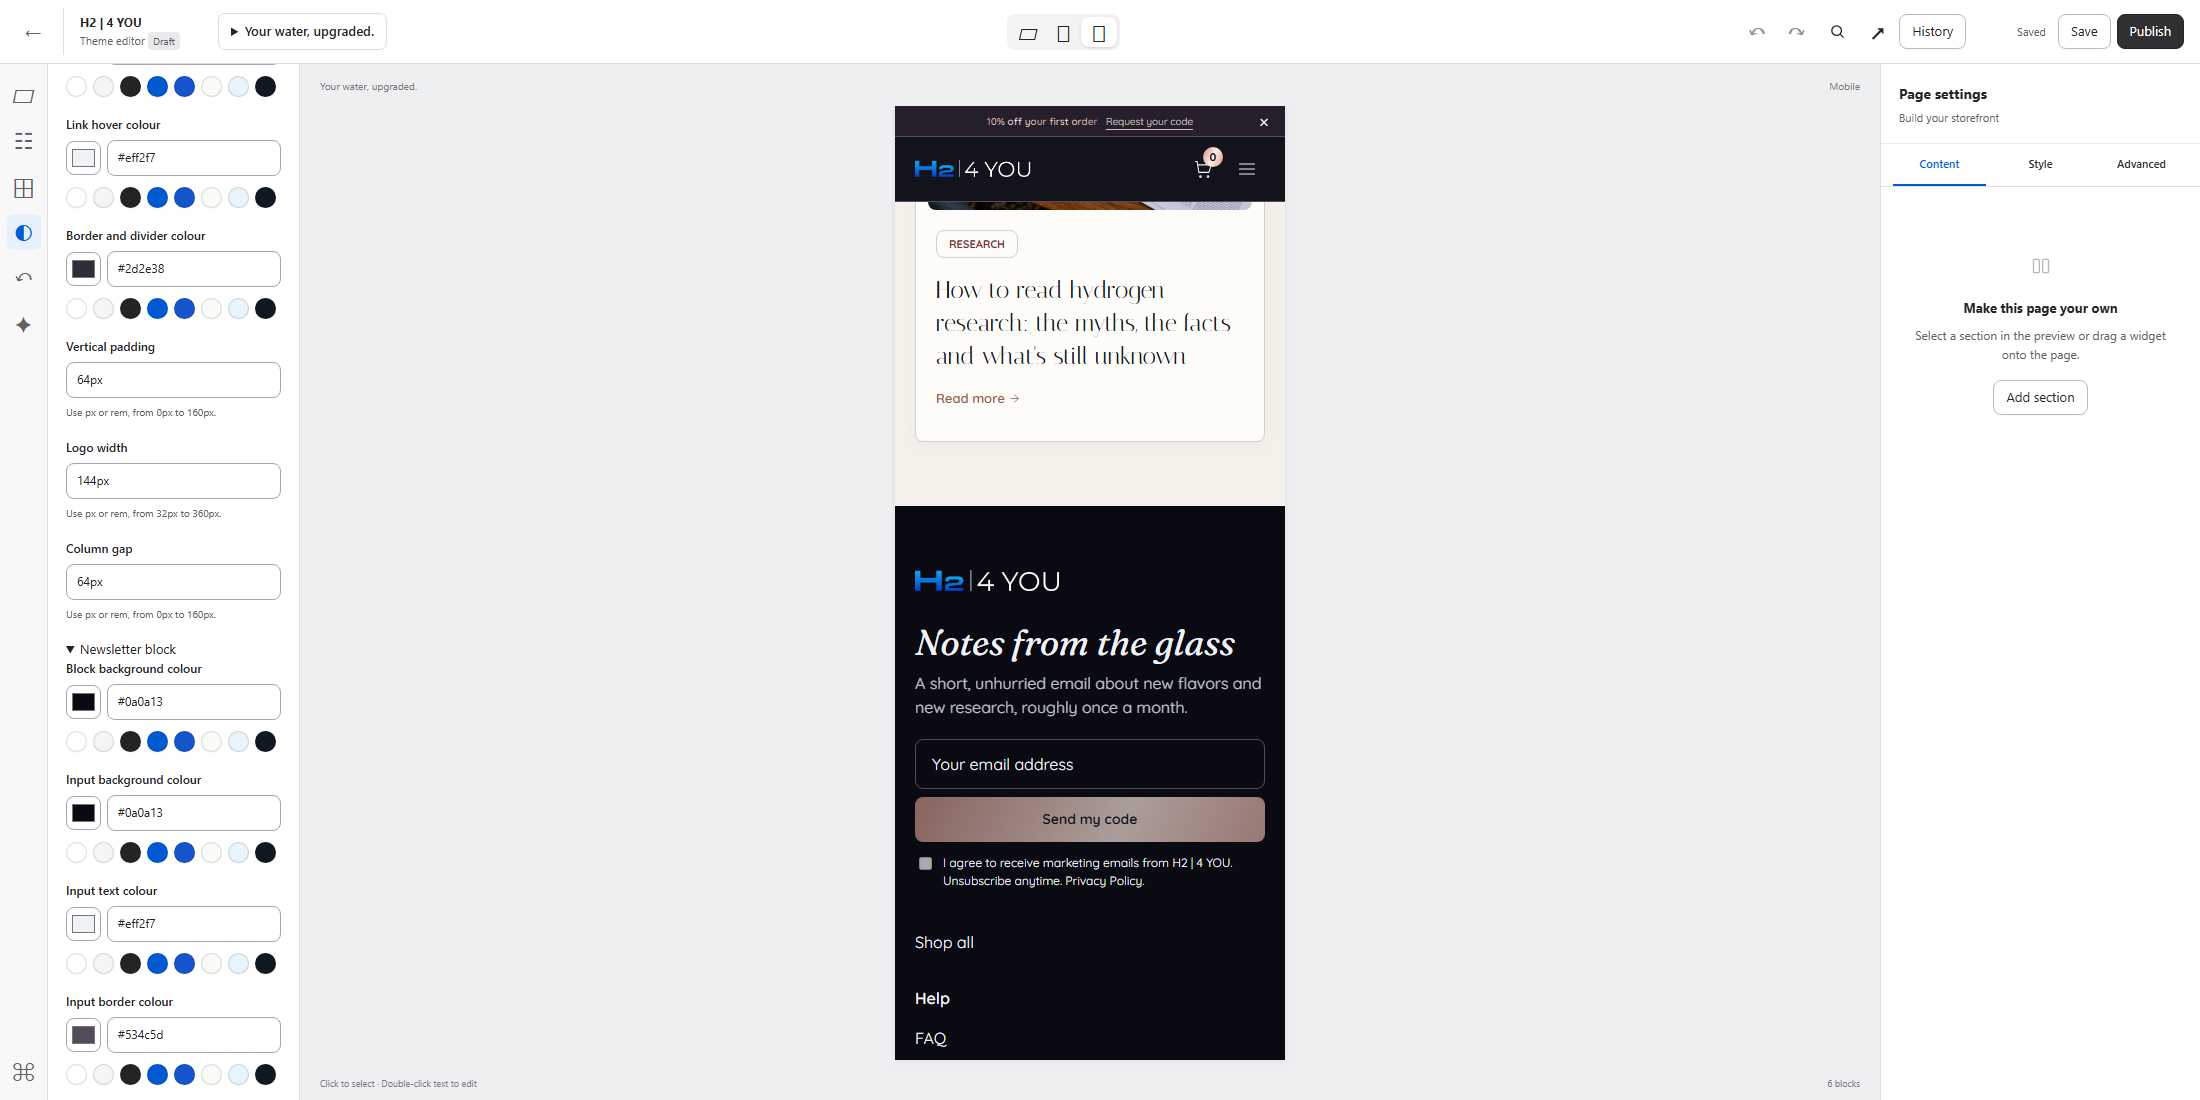 ←
H2 | 4 YOU
Theme editor Draft
▶ Your water, upgraded.
History
Saved
Save
Publish
Link hover colour
#eff2f7
Border and divider colour
#2d2e38
Vertical padding
64px
Use px or rem, from 0px to 160px.
Logo width
144px
Use px or rem, from 32px to 360px.
Column gap
64px
Use px or rem, from 0px to 160px.
▼ Newsletter block
Block background colour
#0a0a13
Input background colour
#0a0a13
Input text colour
#eff2f7
Input border colour
#534c5d
Your water, upgraded.
Mobile
10% off your first order Request your code ×
H2 | 4 YOU
0
RESEARCH
How to read hydrogen
research: the myths, the facts
and what's still unknown
Read more →
H2 | 4 YOU
Notes from the glass
A short, unhurried email about new flavors and
new research, roughly once a month.
Your email address
Send my code
I agree to receive marketing emails from H2 | 4 YOU.
Unsubscribe anytime. Privacy Policy.
Shop all
Help
FAQ
Click to select · Double-click text to edit
6 blocks
Page settings
Build your storefront
Content
Style
Advanced
Make this page your own
Select a section in the preview or drag a widget
onto the page.
Add section